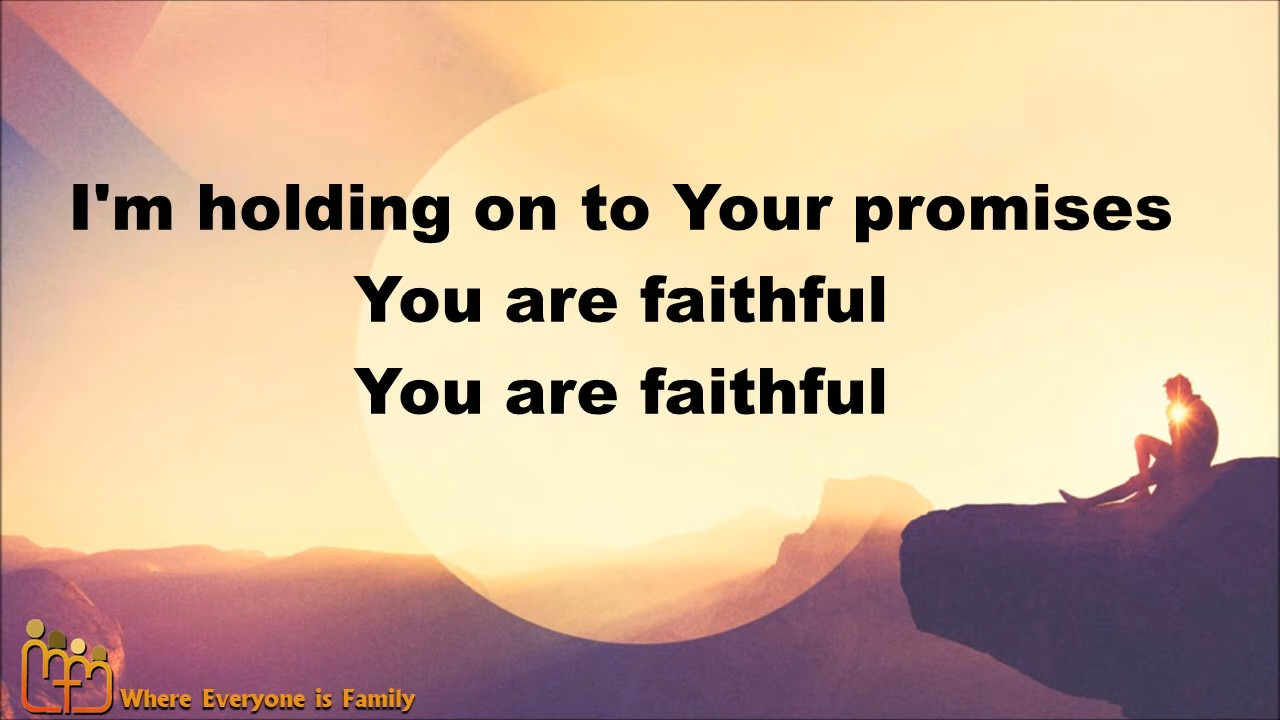 I'm holding on to Your promises
You are faithful
You are faithful
Where Everyone is Family